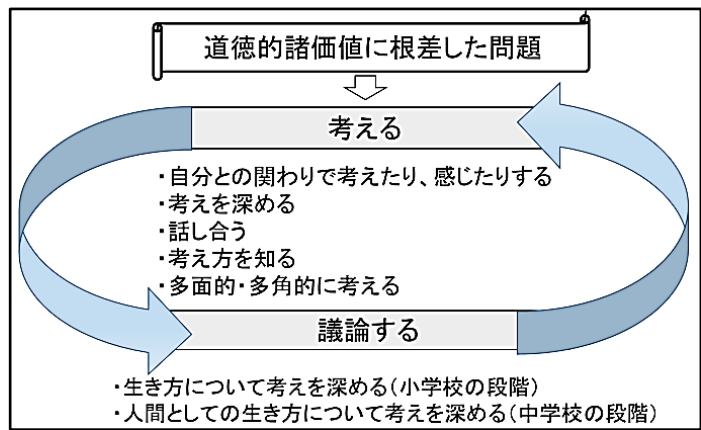 道徳的諸価値に根差した問題
考える
・自分との関わりで考えたり、感じたりする
・考えを深める
・話し合う
・考え方を知る
・多面的・多角的に考える
議論する
・生き方について考えを深める（小学校の段階）
・人間としての生き方について考えを深める（中学校の段階）